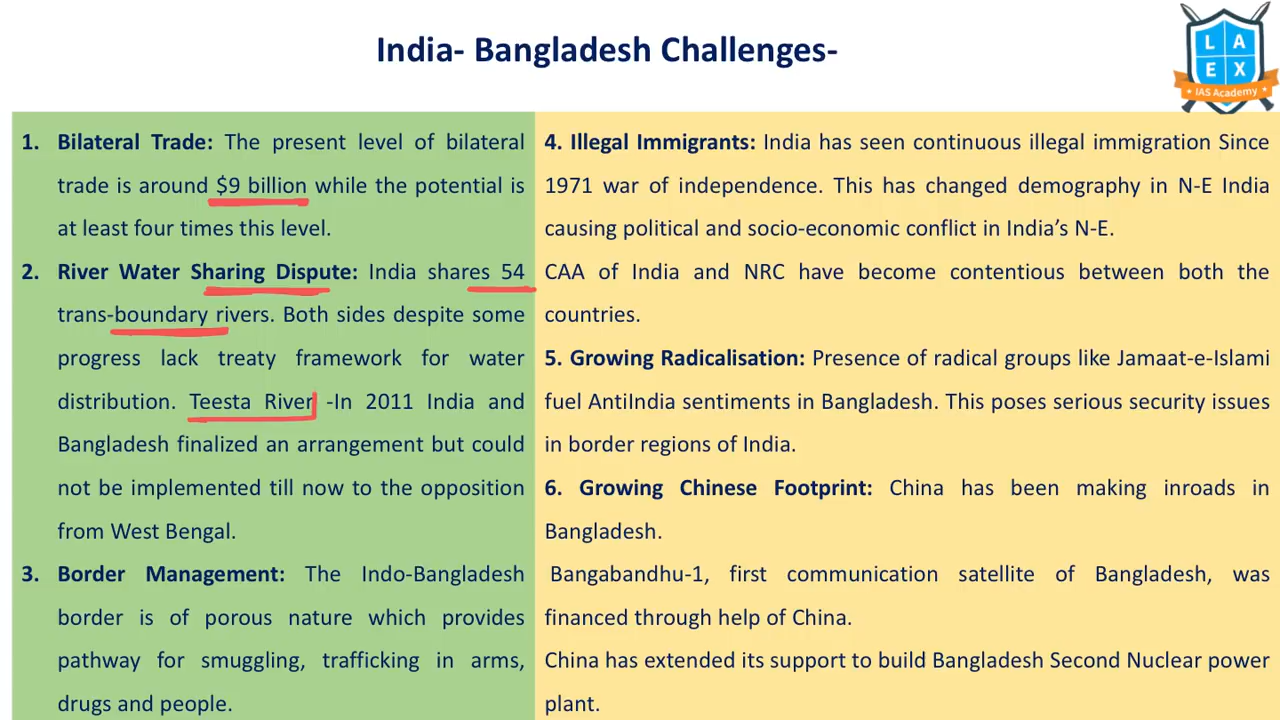 India- Bangladesh Challenges-
L A
E X
IAS Academy
1. Bilateral Trade: The present level of bilateral
trade is around $9 billion while the potential is
at least four times this level.
2. River Water Sharing Dispute: India shares 54
trans-boundary rivers. Both sides despite some
progress lack treaty framework for water
distribution. Teesta River -In 2011 India and
Bangladesh finalized an arrangement but could
not be implemented till now to the opposition
from West Bengal.
3. Border Management: The Indo-Bangladesh
border is of porous nature which provides
pathway for smuggling, trafficking in arms,
drugs and people.
4. Illegal Immigrants: India has seen continuous illegal immigration Since
1971 war of independence. This has changed demography in N-E India
causing political and socio-economic conflict in India's N-E.
CAA of India and NRC have become contentious between both the
countries.
5. Growing Radicalisation: Presence of radical groups like Jamaat-e-Islami
fuel AntiIndia sentiments in Bangladesh. This poses serious security issues
in border regions of India.
6. Growing Chinese Footprint: China has been making inroads in
Bangladesh.
Bangabandhu-1, first communication satellite of Bangladesh, was
financed through help of China.
China has extended its support to build Bangladesh Second Nuclear power
plant.